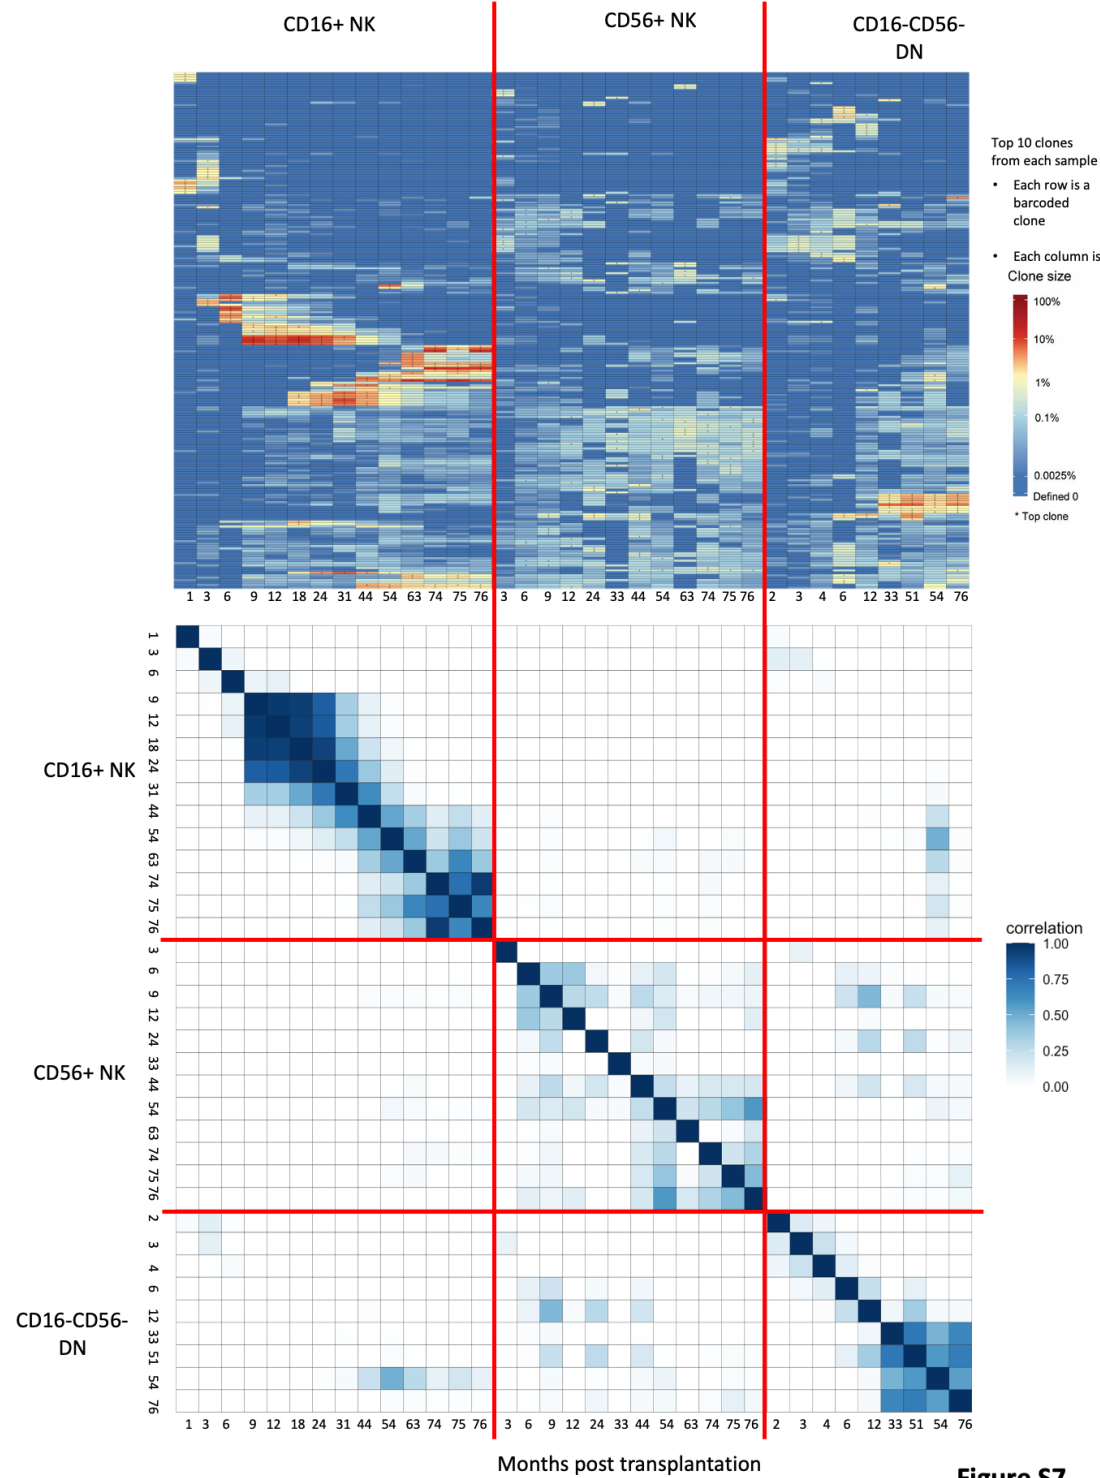 CD16+ NK
CD56+ NK
CD16-CD56-
DN
Top 10 clones
from each sample
• Each row is a
barcoded
clone
• Each column is
Clone size
100%
10%
1%
0.1%
0.0025%
Defined 0
* Top clone
1 3 6 9 12 18 24 31 44 54 63 74 75 76 3 6 9 12 24 33 44 54 63 74 75 76 2 3 4 6 12 33 51 54 76
CD16+ NK
1
3
6
9
12
18
24
31
44
54
63
74
75
76
CD56+ NK
3
6
9
12
24
33
44
54
63
74
75
76
CD16-CD56-
DN
2
3
4
6
12
33
51
54
76
correlation
1.00
0.75
0.50
0.25
0.00
1 3 6 9 12 18 24 31 44 54 63 74 75 76 3 6 9 12 24 33 44 54 63 74 75 76 2 3 4 6 12 33 51 54 76
Months post transplantation
Figure S7